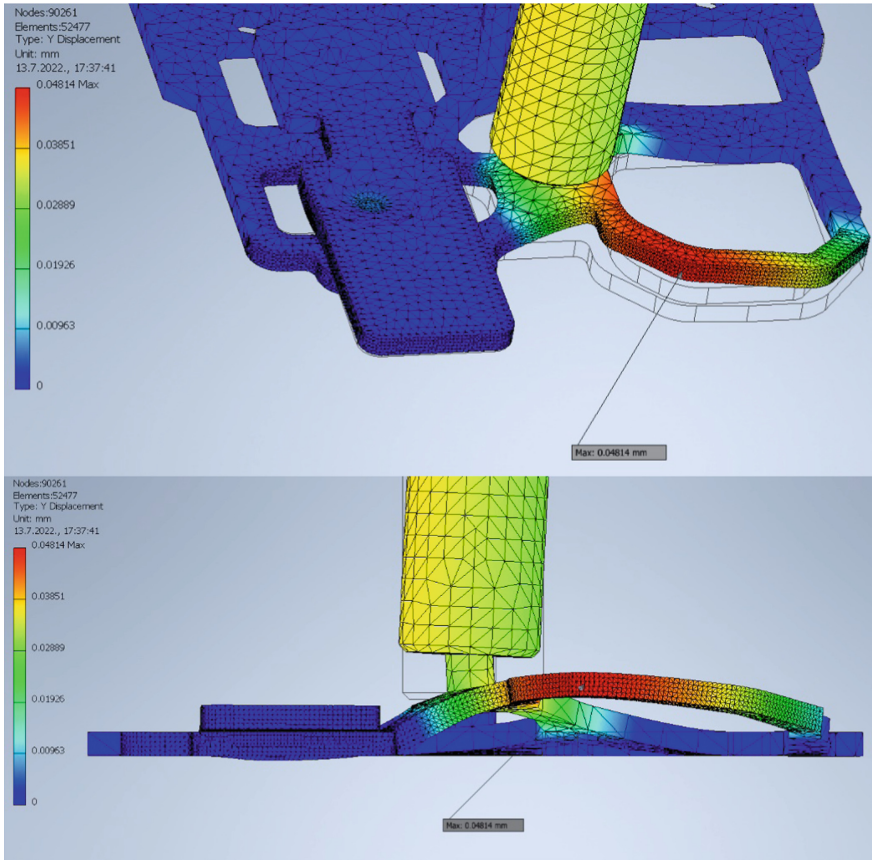 Nodes:90261
Elements:52477
Type: Y Displacement
Unit: mm
13.7.2022., 17:37:41
0.04814 Max
0.03851
0.02889
0.01926
0.00963
0
Max: 0.04814 mm
Nodes:90261
Elements:52477
Type: Y Displacement
Unit: mm
13.7.2022., 17:37:41
0.04814 Max
0.03851
0.02889
0.01926
0.00963
0
Max: 0.04814 mm